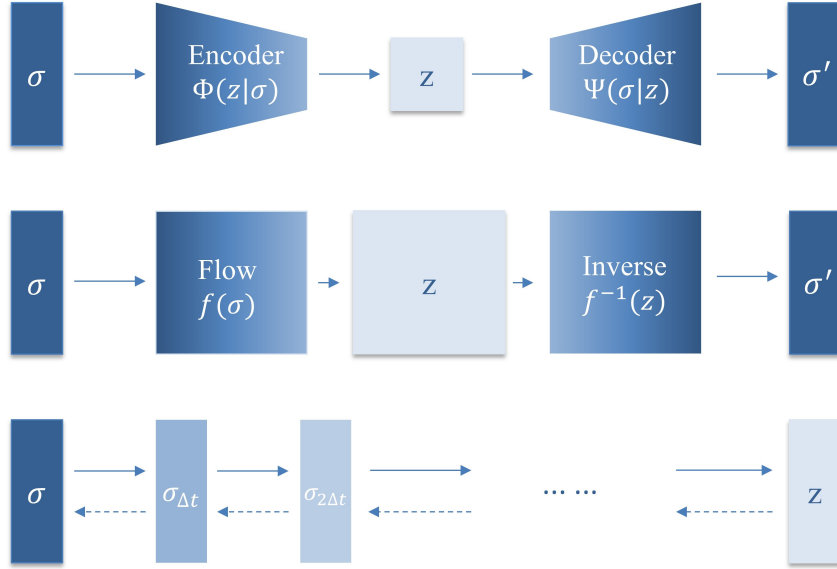 σ
Encoder
Φ(z|σ)
z
Decoder
Ψ(σ|z)
σ′
σ
Flow
f(σ)
z
Inverse
f⁻¹(z)
σ′
σ
σ_Δt
σ_2Δt
... ...
z